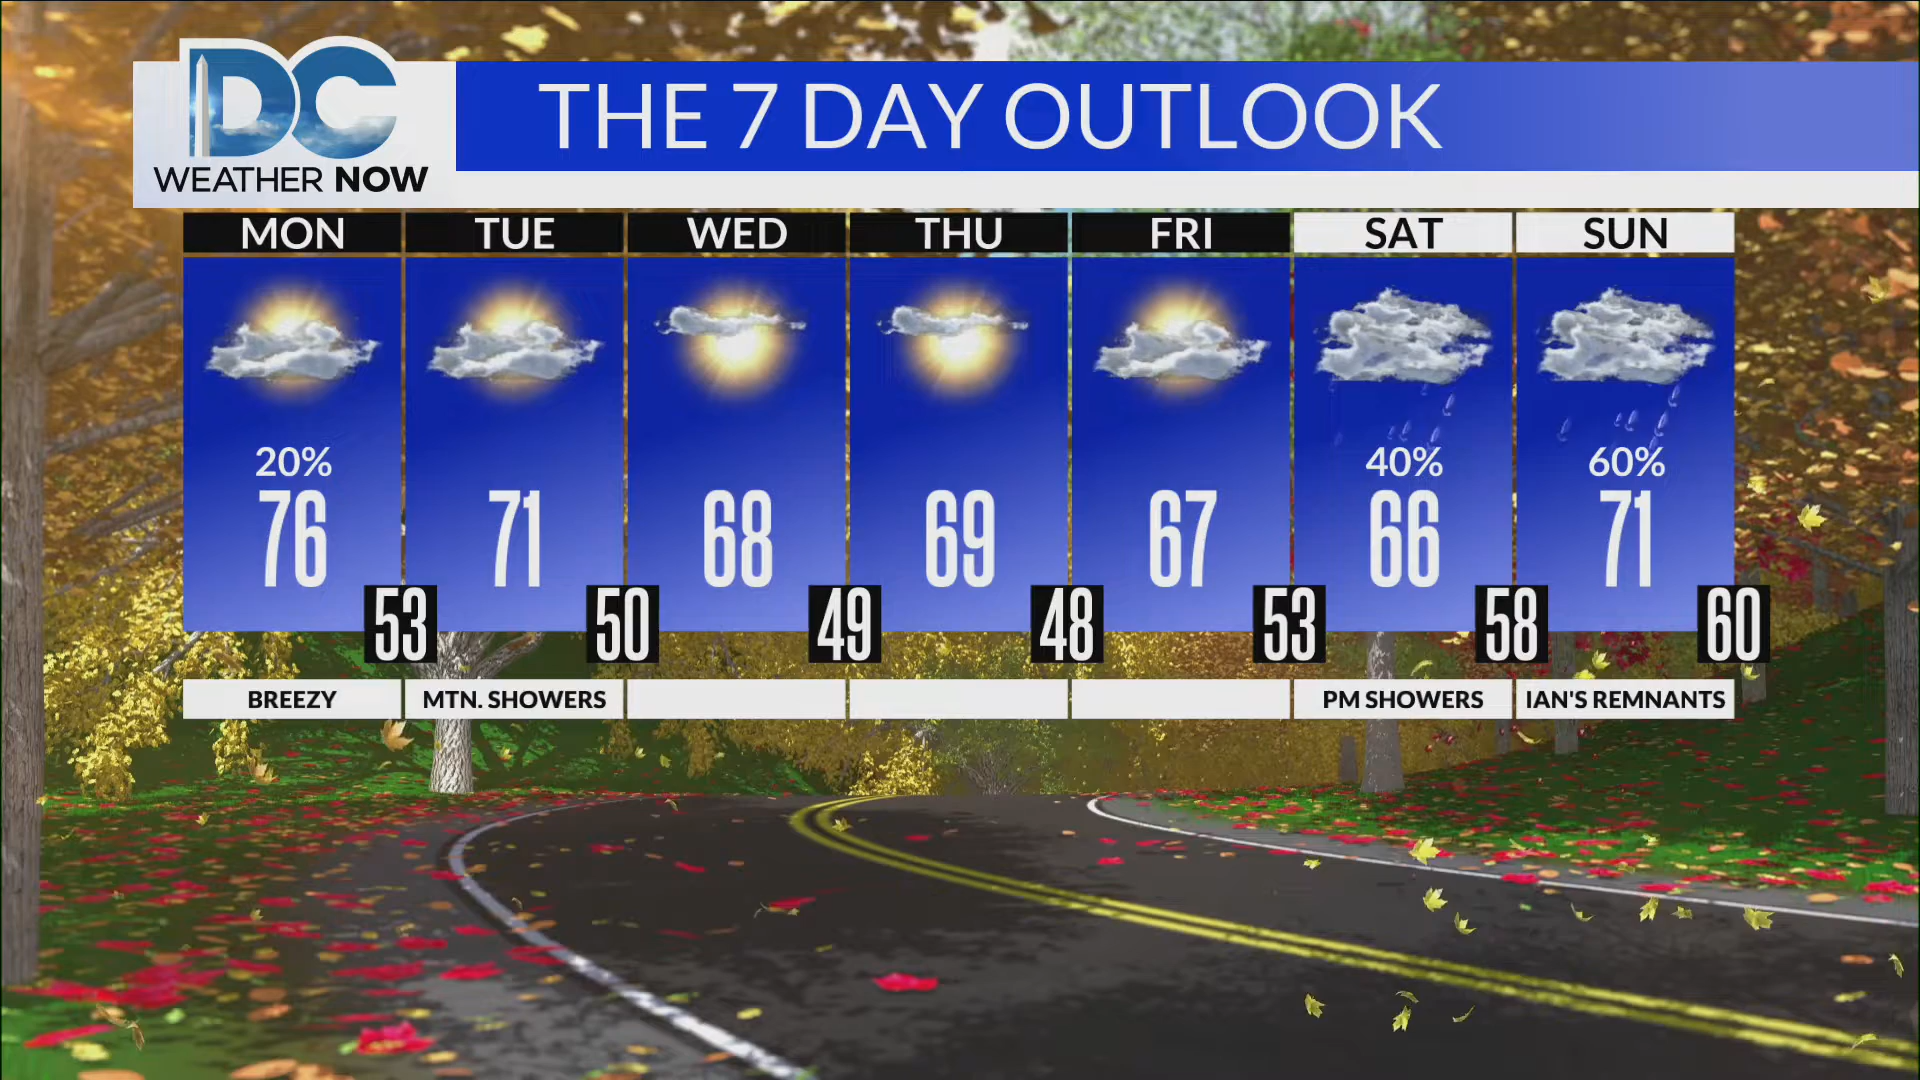 DC
WEATHER NOW
THE 7 DAY OUTLOOK
MON TUE WED THU FRI SAT SUN
20% 40% 60%
76 71 68 69 67 66 71
53 50 49 48 53 58 60
BREEZY MTN. SHOWERS PM SHOWERS IAN'S REMNANTS